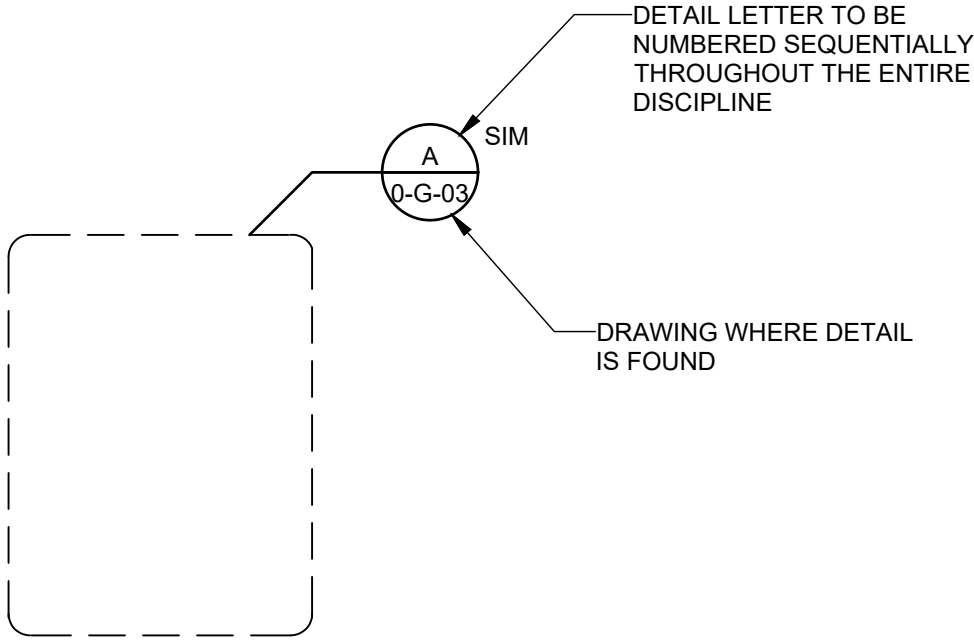 DETAIL LETTER TO BE
NUMBERED SEQUENTIALLY
THROUGHOUT THE ENTIRE
DISCIPLINE
SIM
A
0-G-03
DRAWING WHERE DETAIL
IS FOUND